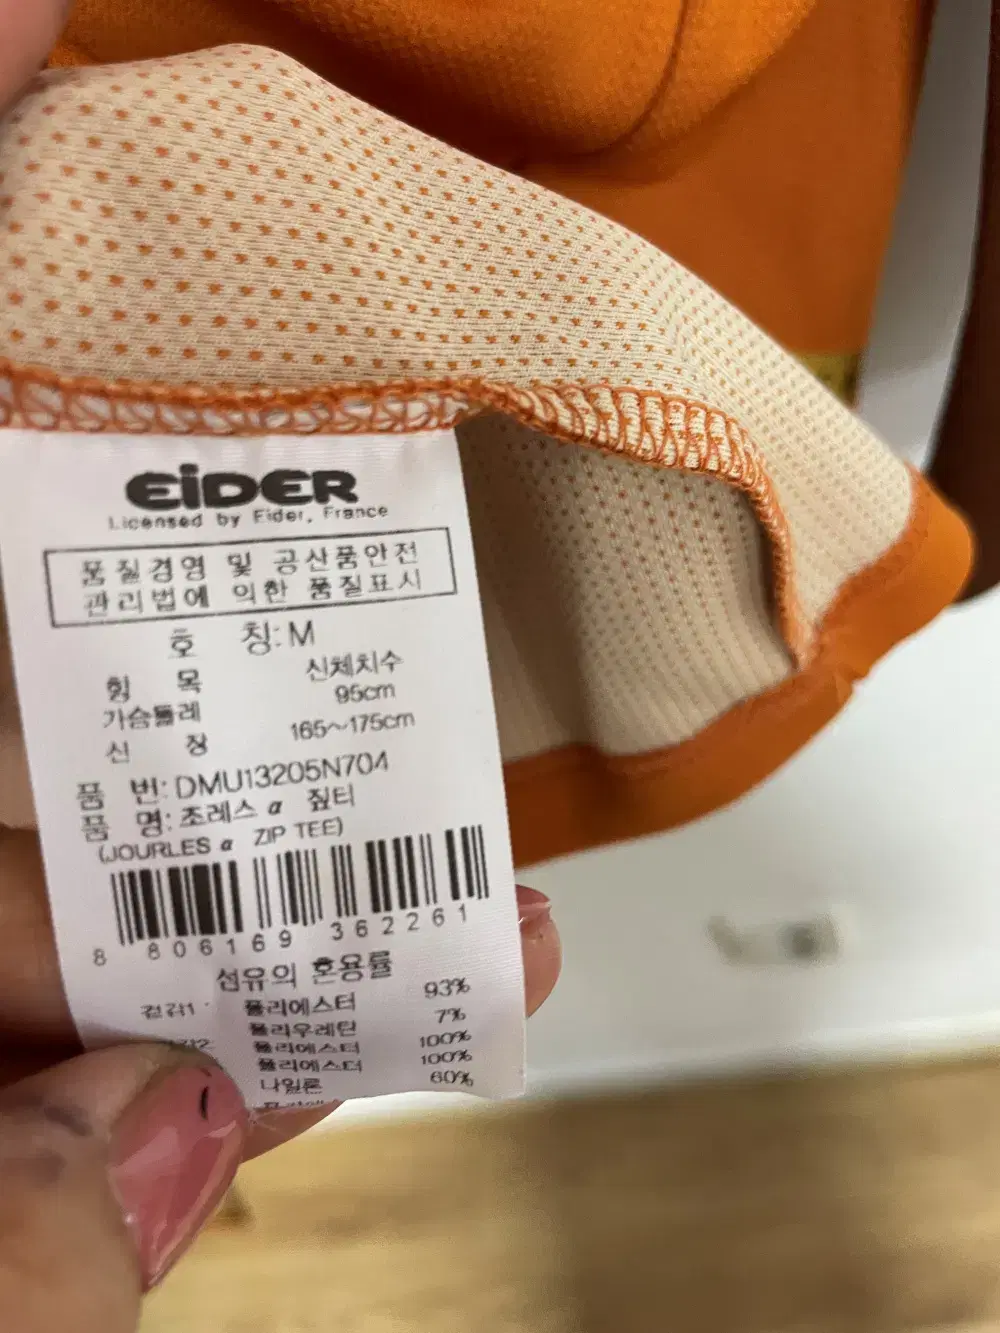 EiDER
Licensed by Eider, France
품질경영 및 공산품안전
관리법에 의한 품질표시
호 칭: M
항 목 신체치수
가슴둘레 95cm
신 장 165~175cm
품 번: DMU13205N704
품 명: 조레스 α 짚티
(JOURLES α ZIP TEE)
8 806169 362261
섬유의 혼용률
겉감1 폴리에스터 93%
폴리우레탄 7%
폴리에스터 100%
폴리에스터 100%
나일론 60%